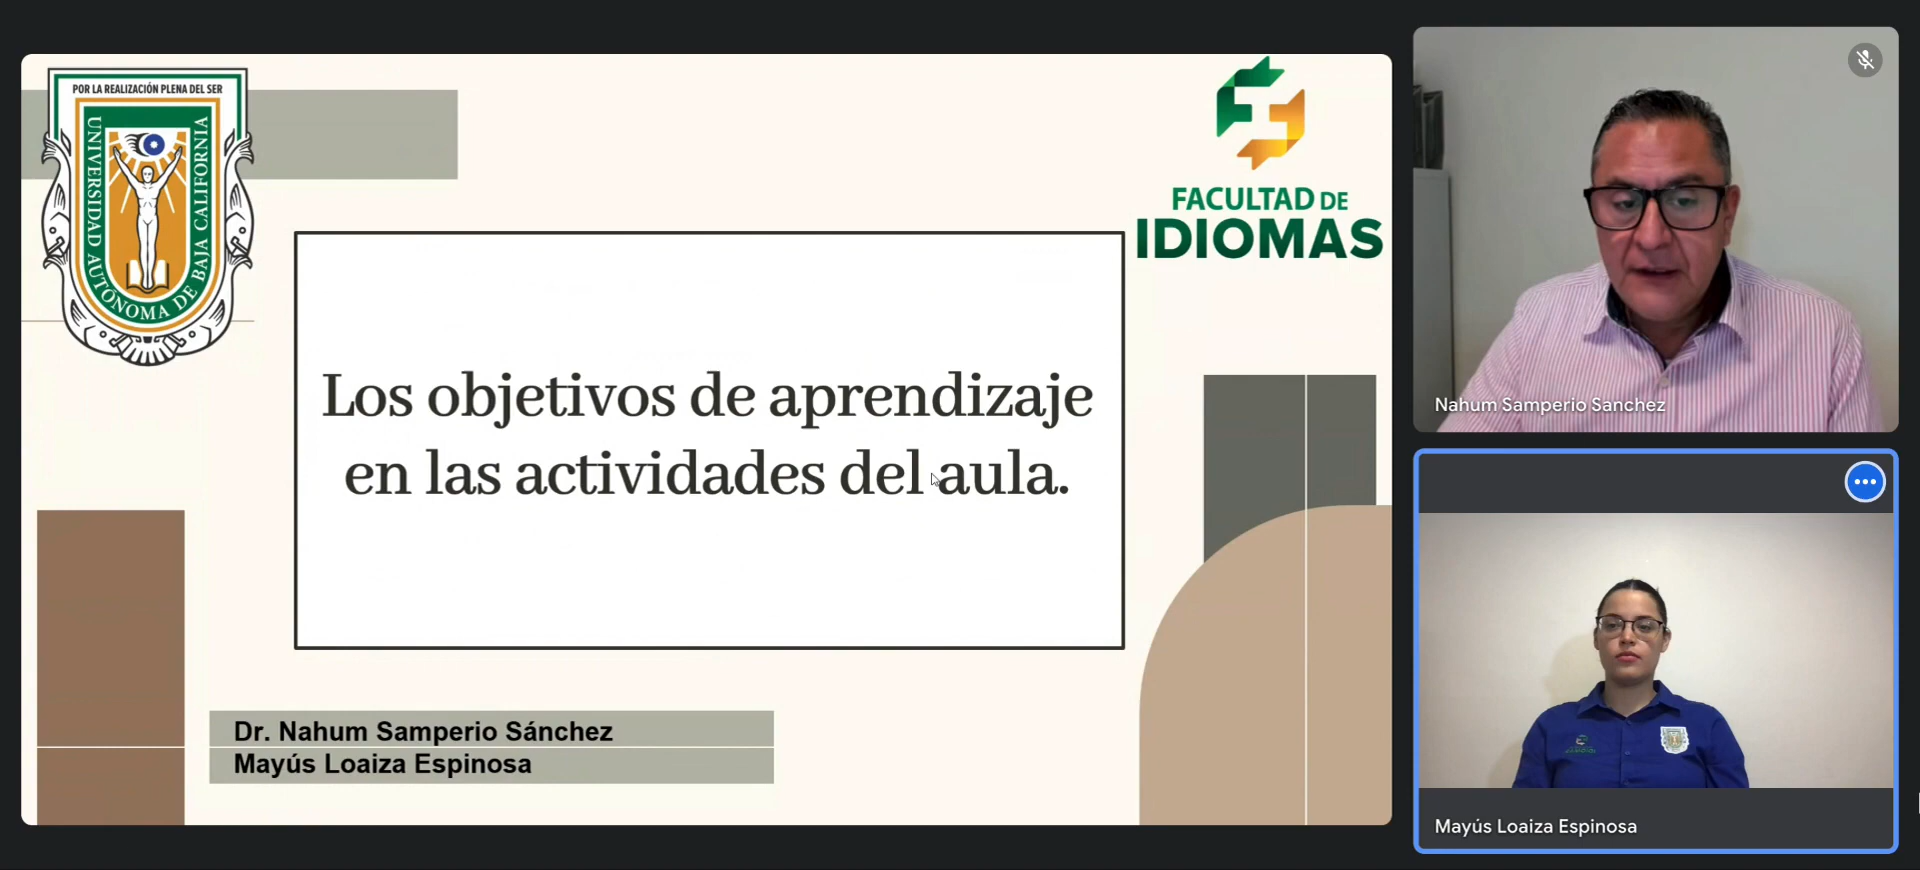 POR LA REALIZACIÓN PLENA DEL SER
UNIVERSIDAD AUTÓNOMA DE BAJA CALIFORNIA
FACULTAD DE
IDIOMAS
Los objetivos de aprendizaje
en las actividades del aula.
Dr. Nahum Samperio Sánchez
Mayús Loaiza Espinosa
Nahum Samperio Sanchez
Mayús Loaiza Espinosa